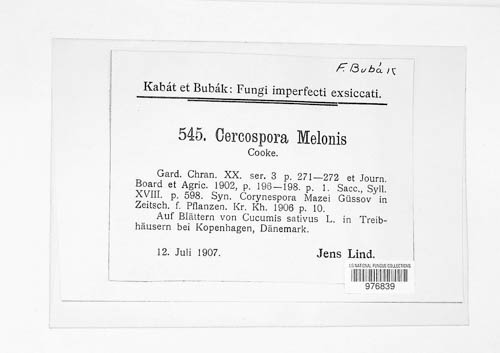 F. Bubák
Kabát et Bubák: Fungi imperfecti exsiccati.
545. Cercospora Melonis
Cooke.
Gard. Chran. XX. ser. 3 p. 271—272 et Journ.
Board et Agric. 1902, p. 196—198. p. 1. Sacc., Syll.
XVIII. p. 598. Syn. Corynespora Mazei Güssov in
Zeitsch. f. Pflanzen. Kr. Kh. 1906 p. 10.
Auf Blättern von Cucumis sativus L. in Treib-
häusern bei Kopenhagen, Dänemark.
12. Juli 1907. Jens Lind.
US NATIONAL FUNGUS COLLECTIONS
976839